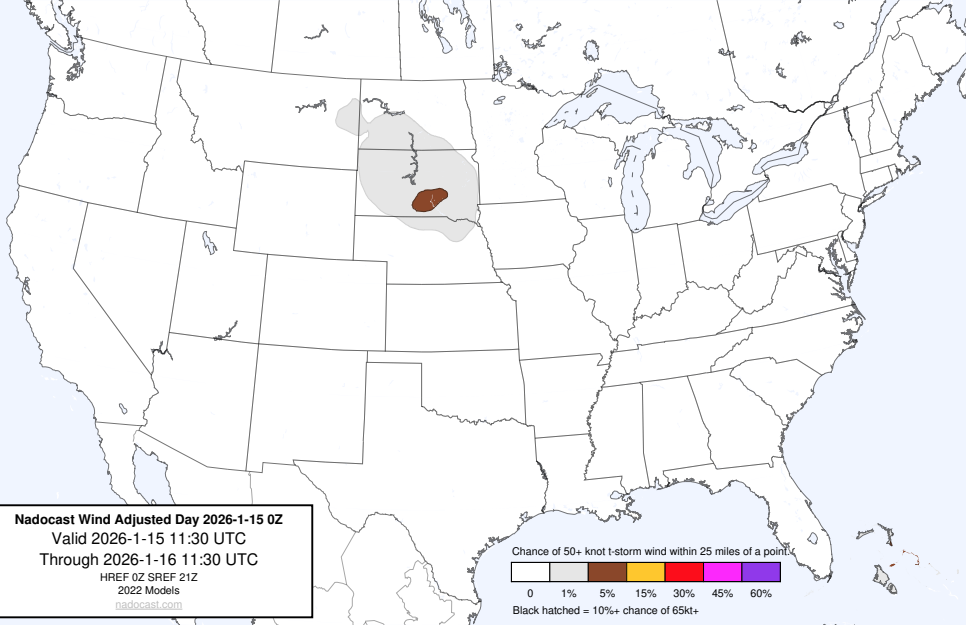 Nadocast Wind Adjusted Day 2026-1-15 0Z
Valid 2026-1-15 11:30 UTC
Through 2026-1-16 11:30 UTC
HREF 0Z SREF 21Z
2022 Models
nadocast.com
Chance of 50+ knot t-storm wind within 25 miles of a point.
0 1% 5% 15% 30% 45% 60%
Black hatched = 10%+ chance of 65kt+